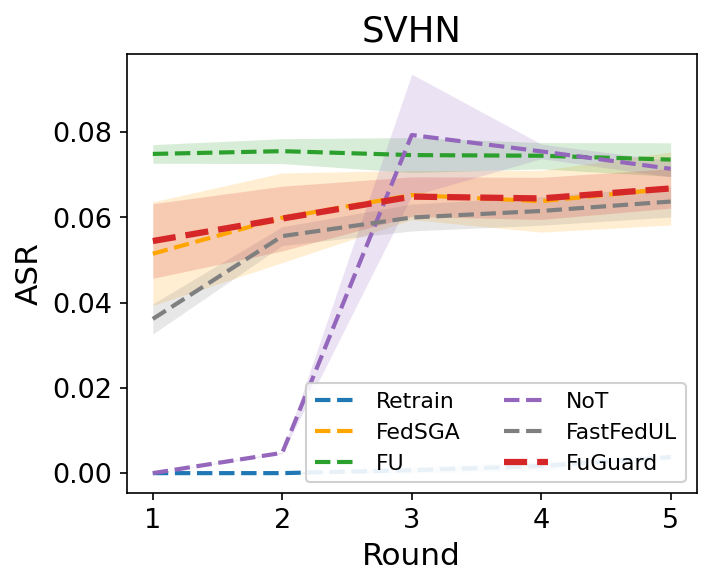 SVHN
ASR
0.08
0.06
0.04
0.02
0.00
Retrain
FedSGA
FU
NoT
FastFedUL
FuGuard
1 2 3 4 5
Round